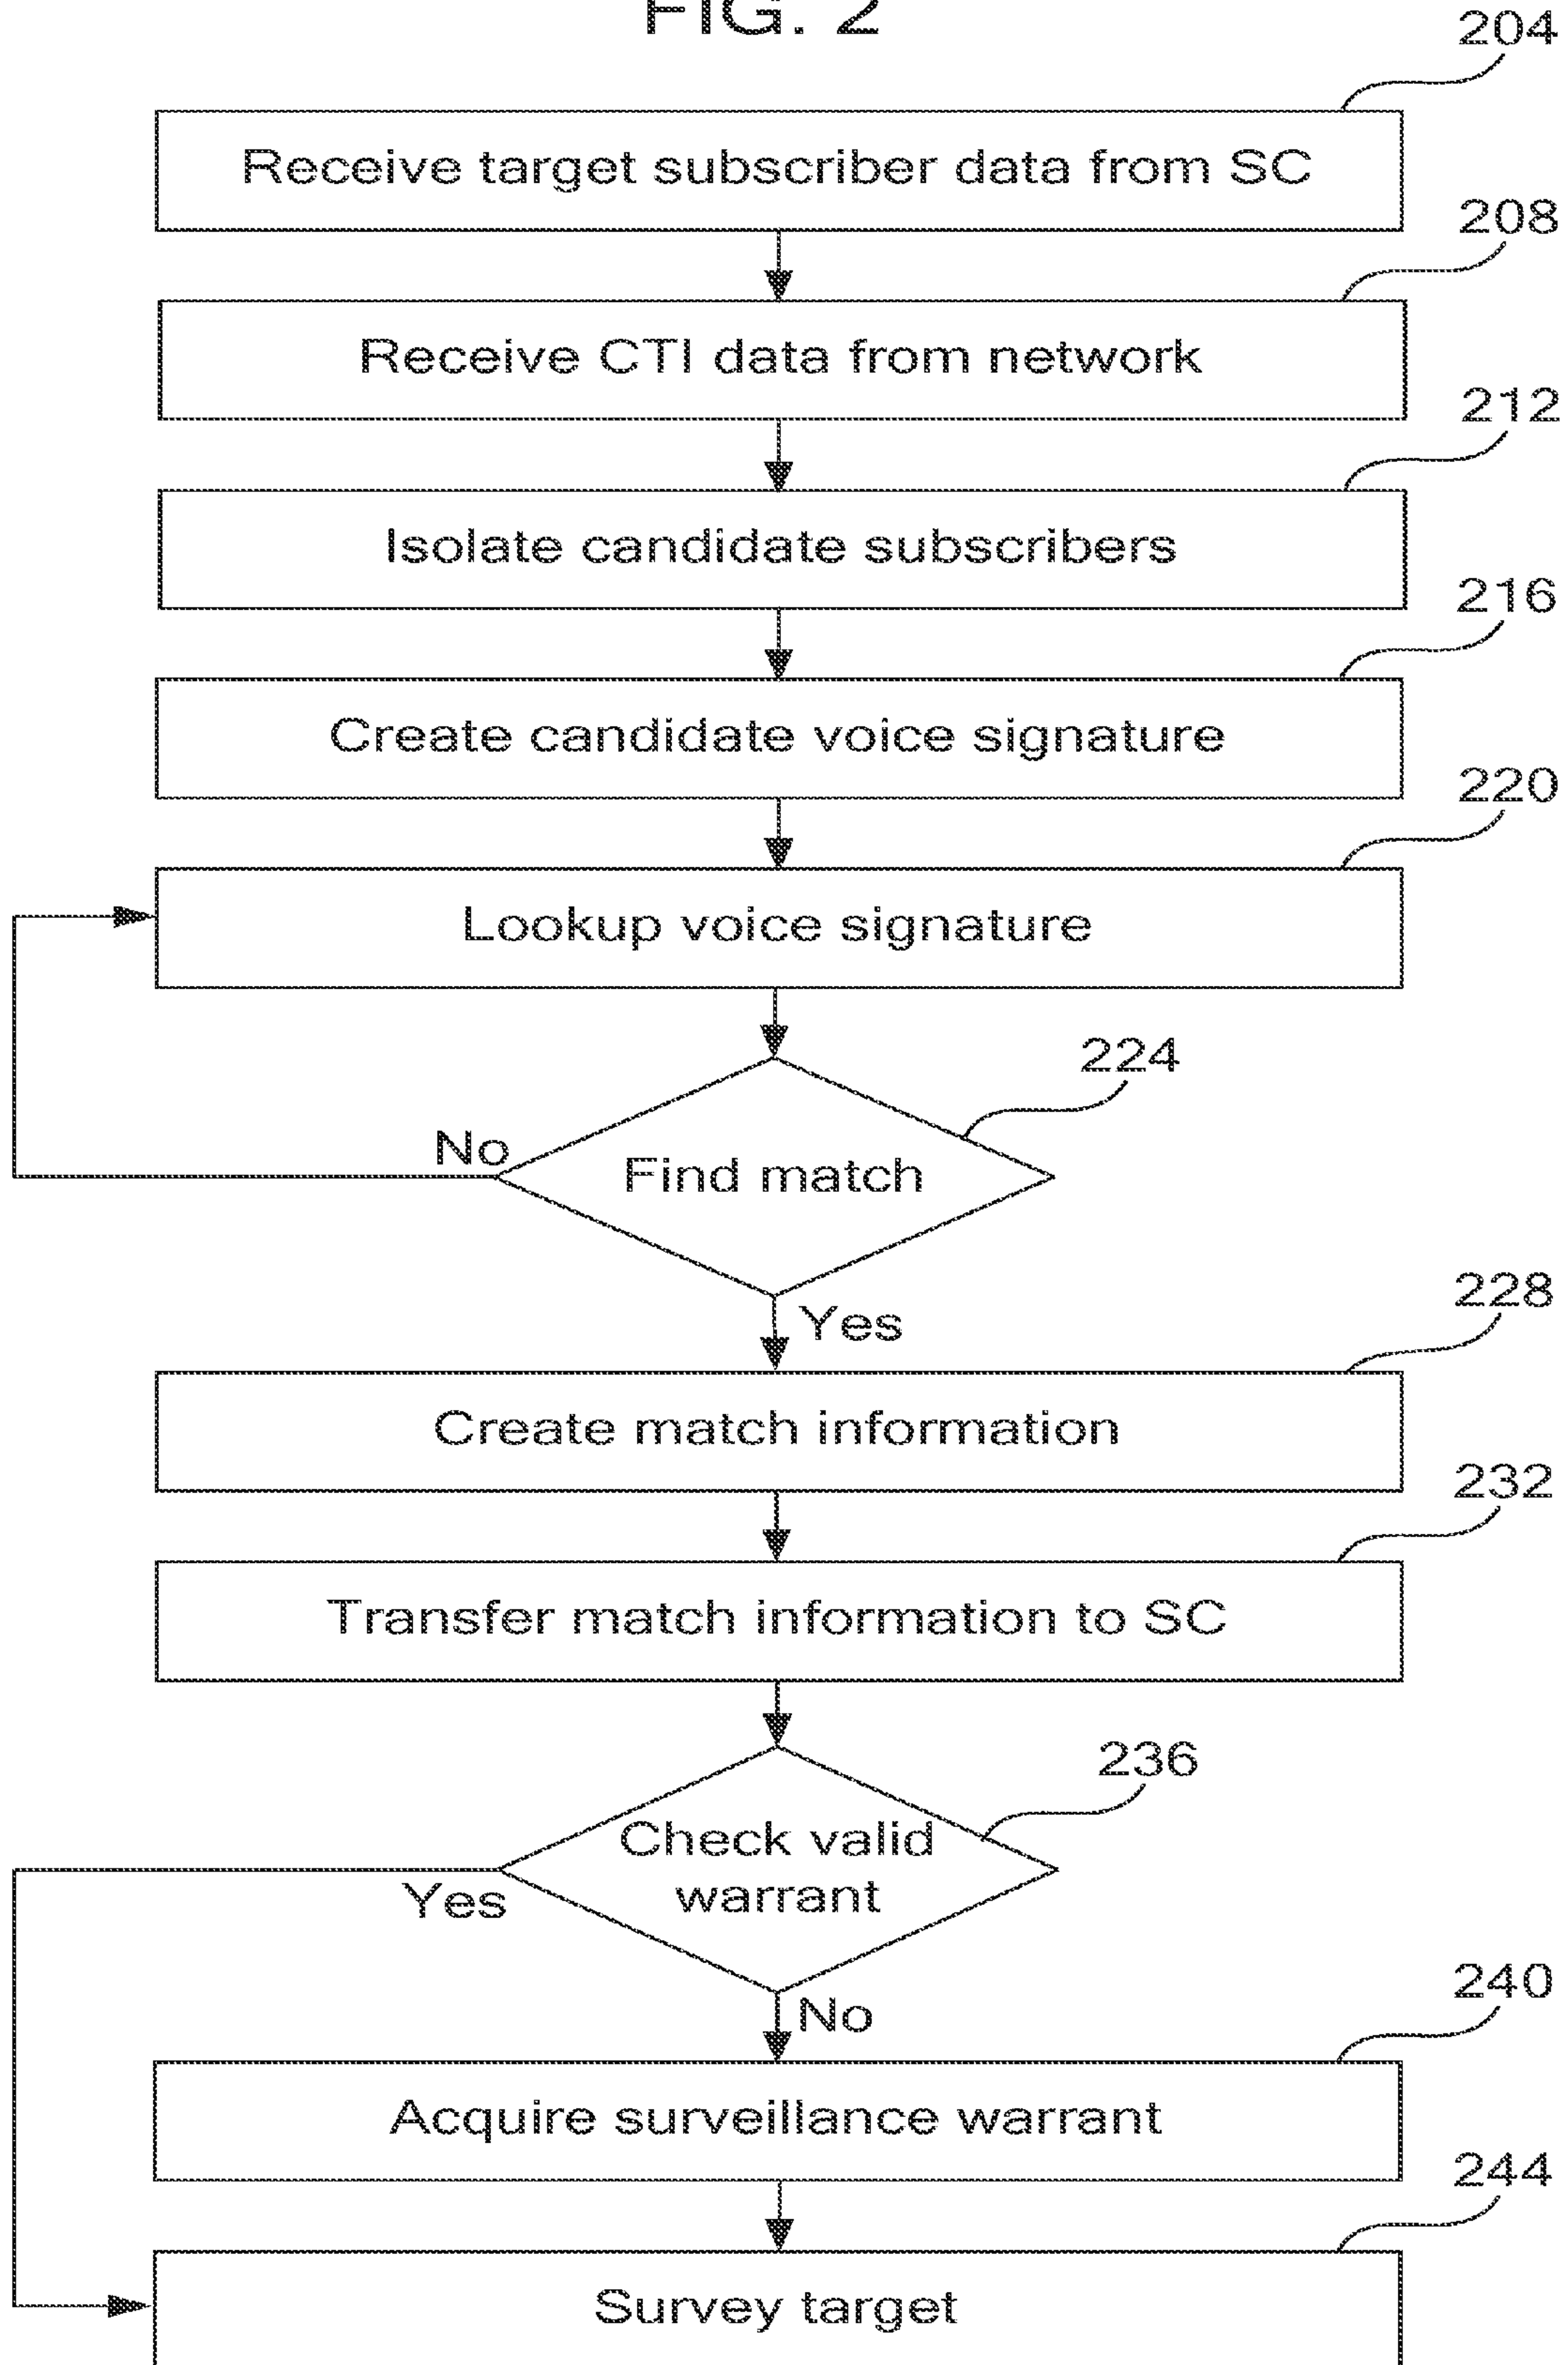 FIG. 2
204
Receive target subscriber data from SC
208
Receive CTI data from network
212
Isolate candidate subscribers
216
Create candidate voice signature
220
Lookup voice signature
224
No
Find match
Yes
228
Create match information
232
Transfer match information to SC
236
Check valid
warrant
Yes
No
240
Acquire surveillance warrant
244
Survey target